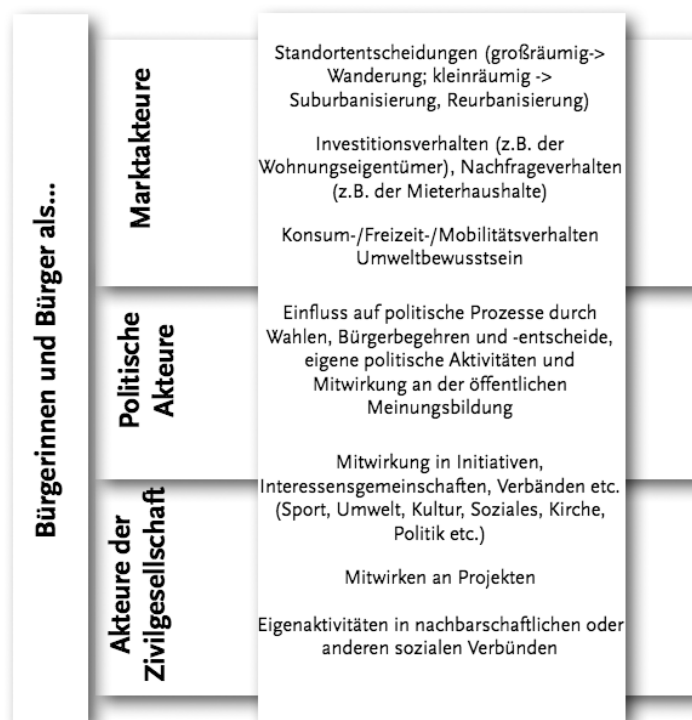 Bürgerinnen und Bürger als...
Marktakteure
Standortentscheidungen (großräumig->
Wanderung; kleinräumig ->
Suburbanisierung, Reurbanisierung)
Investitionsverhalten (z.B. der
Wohnungseigentümer), Nachfrageverhalten
(z.B. der Mieterhaushalte)
Konsum-/Freizeit-/Mobilitätsverhalten
Umweltbewusstsein
Politische
Akteure
Einfluss auf politische Prozesse durch
Wahlen, Bürgerbegehren und -entscheide,
eigene politische Aktivitäten und
Mitwirkung an der öffentlichen
Meinungsbildung
Akteure der
Zivilgesellschaft
Mitwirkung in Initiativen,
Interessensgemeinschaften, Verbänden etc.
(Sport, Umwelt, Kultur, Soziales, Kirche,
Politik etc.)
Mitwirken an Projekten
Eigenaktivitäten in nachbarschaftlichen oder
anderen sozialen Verbünden